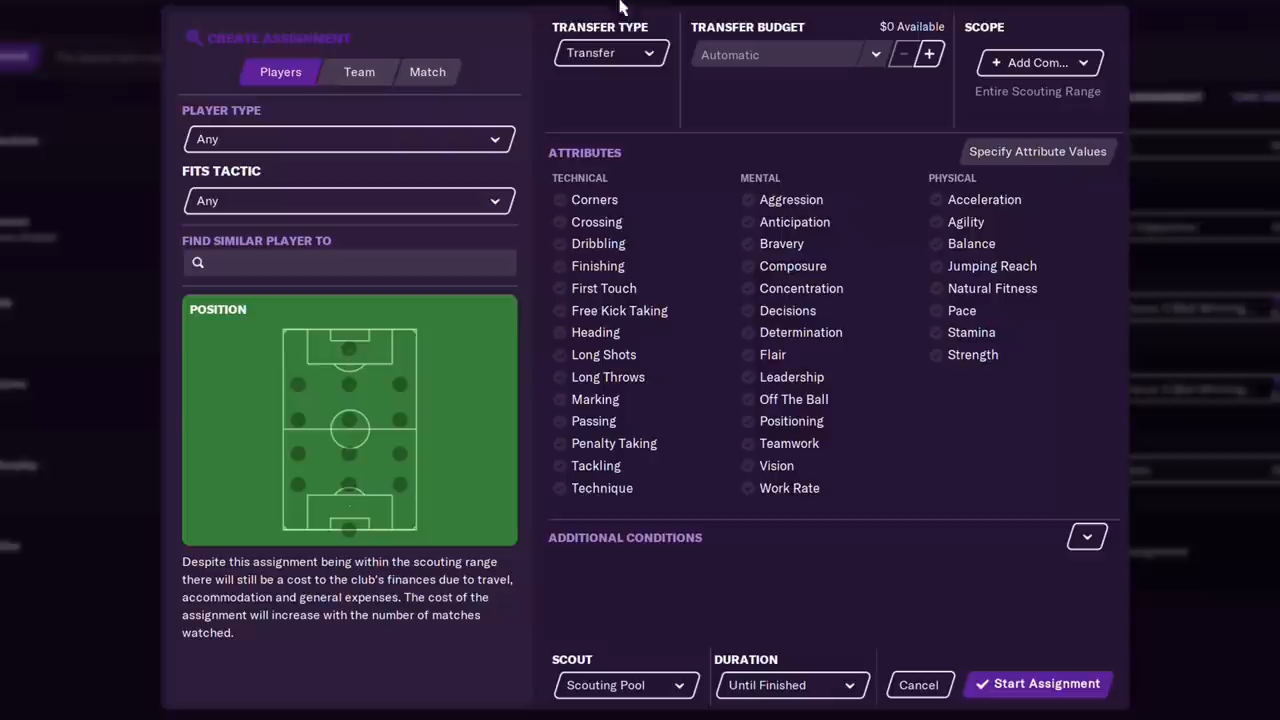 CREATE ASSIGNMENT
Players
Team
Match
PLAYER TYPE
Any
FITS TACTIC
Any
FIND SIMILAR PLAYER TO
POSITION
Despite this assignment being within the scouting range
there will still be a cost to the club's finances due to travel,
accommodation and general expenses. The cost of the
assignment will increase with the number of matches
watched.
TRANSFER TYPE
Transfer
TRANSFER BUDGET
$0 Available
Automatic
SCOPE
+ Add Com...
Entire Scouting Range
ATTRIBUTES
Specify Attribute Values
TECHNICAL
Corners
Crossing
Dribbling
Finishing
First Touch
Free Kick Taking
Heading
Long Shots
Long Throws
Marking
Passing
Penalty Taking
Tackling
Technique
MENTAL
Aggression
Anticipation
Bravery
Composure
Concentration
Decisions
Determination
Flair
Leadership
Off The Ball
Positioning
Teamwork
Vision
Work Rate
PHYSICAL
Acceleration
Agility
Balance
Jumping Reach
Natural Fitness
Pace
Stamina
Strength
ADDITIONAL CONDITIONS
SCOUT
Scouting Pool
DURATION
Until Finished
Cancel
Start Assignment